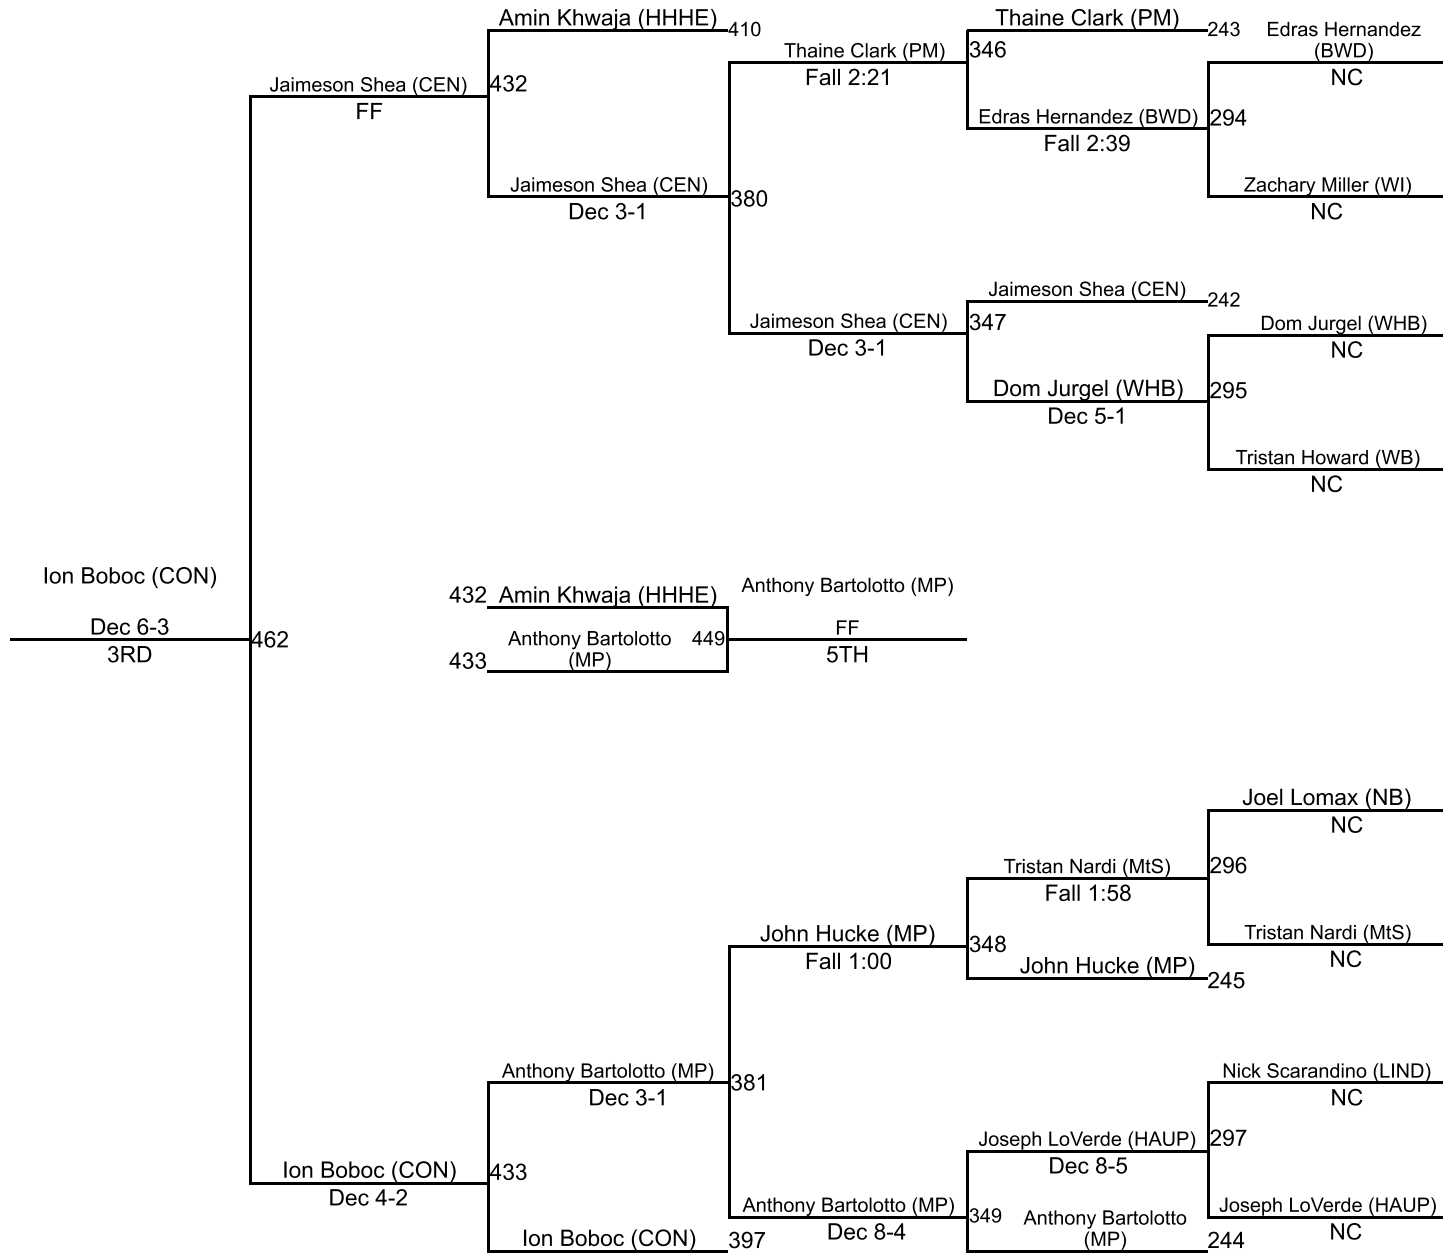 Amin Khwaja (HHHE)
410
Thaine Clark (PM)
243
Edras Hernandez
(BWD)
NC
Thaine Clark (PM)
Fall 2:21
346
Jaimeson Shea (CEN)
FF
432
Edras Hernandez (BWD)
Fall 2:39
294
Jaimeson Shea (CEN)
Dec 3-1
380
Zachary Miller (WI)
NC
Jaimeson Shea (CEN)
242
Jaimeson Shea (CEN)
Dec 3-1
347
Dom Jurgel (WHB)
NC
Dom Jurgel (WHB)
Dec 5-1
295
Tristan Howard (WB)
NC
Ion Boboc (CON)
Dec 6-3
3RD
462
432
Amin Khwaja (HHHE)
433
Anthony Bartolotto
(MP)
449
Anthony Bartolotto (MP)
FF
5TH
Joel Lomax (NB)
NC
Tristan Nardi (MtS)
Fall 1:58
296
John Hucke (MP)
Fall 1:00
348
Tristan Nardi (MtS)
NC
John Hucke (MP)
245
Anthony Bartolotto (MP)
Dec 3-1
381
Nick Scarandino (LIND)
NC
Joseph LoVerde (HAUP)
Dec 8-5
297
Ion Boboc (CON)
Dec 4-2
433
Anthony Bartolotto (MP)
Dec 8-4
349
Anthony Bartolotto
(MP)
244
Joseph LoVerde (HAUP)
NC
Ion Boboc (CON)
397